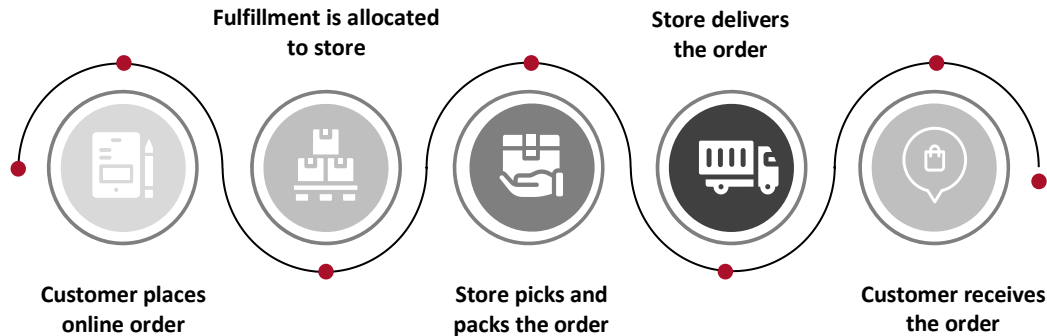 Customer places
online order
Fulfillment is allocated
to store
Store picks and
packs the order
Store delivers
the order
Customer receives
the order